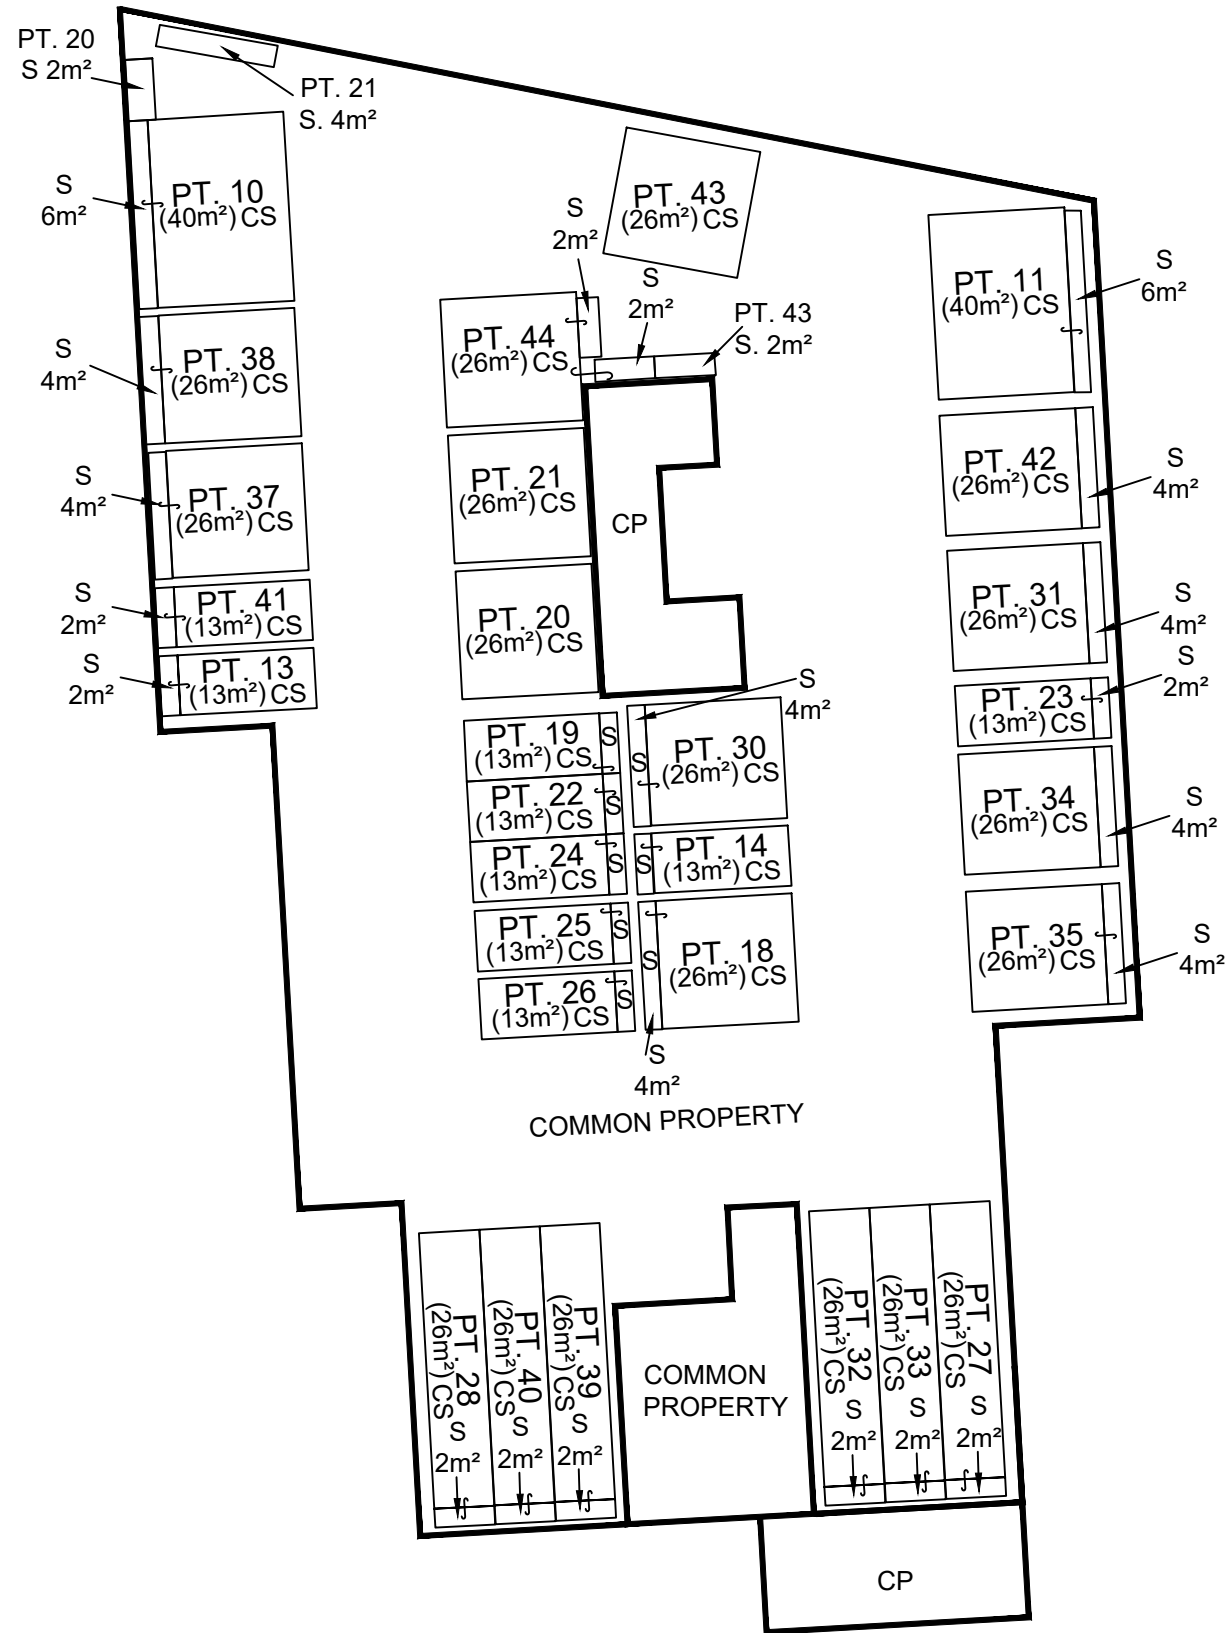 PT. 20
S 2m²
PT. 21
S. 4m²
S
6m²
PT. 10
(40m²) CS
PT. 43
(26m²) CS
S
2m²
S
2m²
PT. 43
S. 2m²
PT. 11
(40m²) CS
S
6m²
S
4m²
PT. 38
(26m²) CS
PT. 44
(26m²) CS
S
4m²
PT. 37
(26m²) CS
PT. 21
(26m²) CS
CP
PT. 42
(26m²) CS
S
4m²
S
2m²
PT. 41
(13m²) CS
PT. 20
(26m²) CS
PT. 31
(26m²) CS
S
4m²
S
2m²
PT. 13
(13m²) CS
S
2m²
PT. 23
(13m²) CS
S
4m²
PT. 19
(13m²) CS
S
S
PT. 30
(26m²) CS
PT. 22
(13m²) CS
S
PT. 34
(26m²) CS
S
4m²
PT. 24
(13m²) CS
S
S
PT. 14
(13m²) CS
PT. 25
(13m²) CS
S
S
PT. 18
(26m²) CS
PT. 35
(26m²) CS
S
4m²
PT. 26
(13m²) CS
S
S
4m²
COMMON PROPERTY
PT. 28
(26m²) CS
S
2m²
PT. 40
(26m²) CS
S
2m²
PT. 39
(26m²) CS
S
2m²
COMMON
PROPERTY
PT. 32
(26m²) CS
S
2m²
PT. 33
(26m²) CS
S
2m²
PT. 27
(26m²) CS
S
2m²
CP